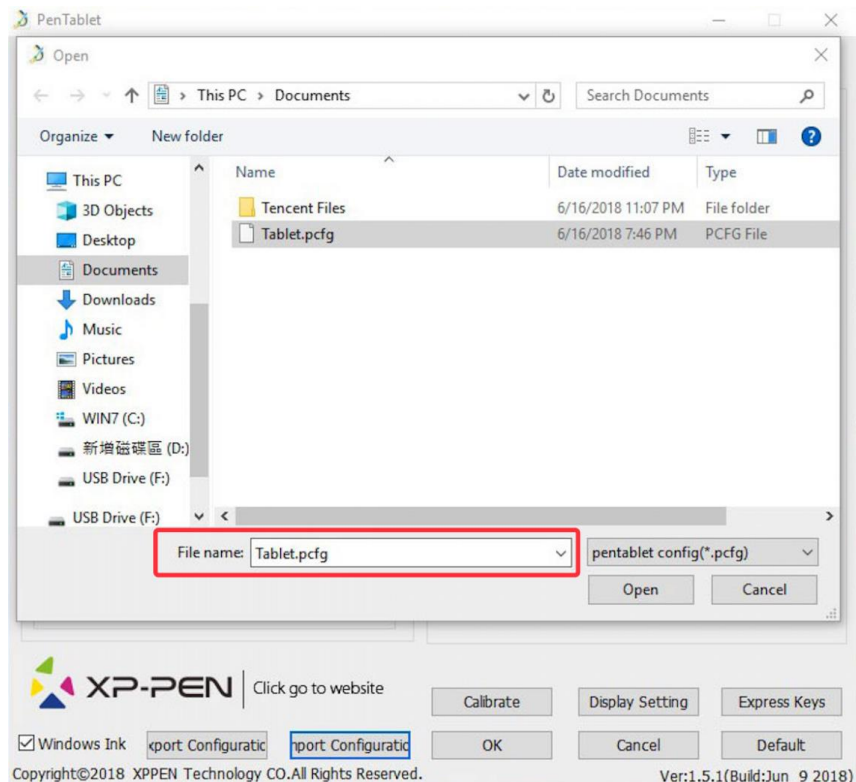 PenTablet
Open
This PC > Documents
Search Documents
Organize
New folder
Name
Date modified
Type
This PC
3D Objects
Desktop
Documents
Downloads
Music
Pictures
Videos
WIN7 (C:)
新增磁碟區 (D:)
USB Drive (F:)
USB Drive (F:)
Tencent Files 6/16/2018 11:07 PM File folder
Tablet.pcfg 6/16/2018 7:46 PM PCFG File
File name: Tablet.pcfg
pentablet config(*.pcfg)
Open
Cancel
XP-PEN
Click go to website
Calibrate
Display Setting
Express Keys
Windows Ink
xport Configuratic
nport Configuratic
OK
Cancel
Default
Copyright©2018 XPPEN Technology CO.All Rights Reserved.
Ver:1.5.1(Build:Jun 9 2018)